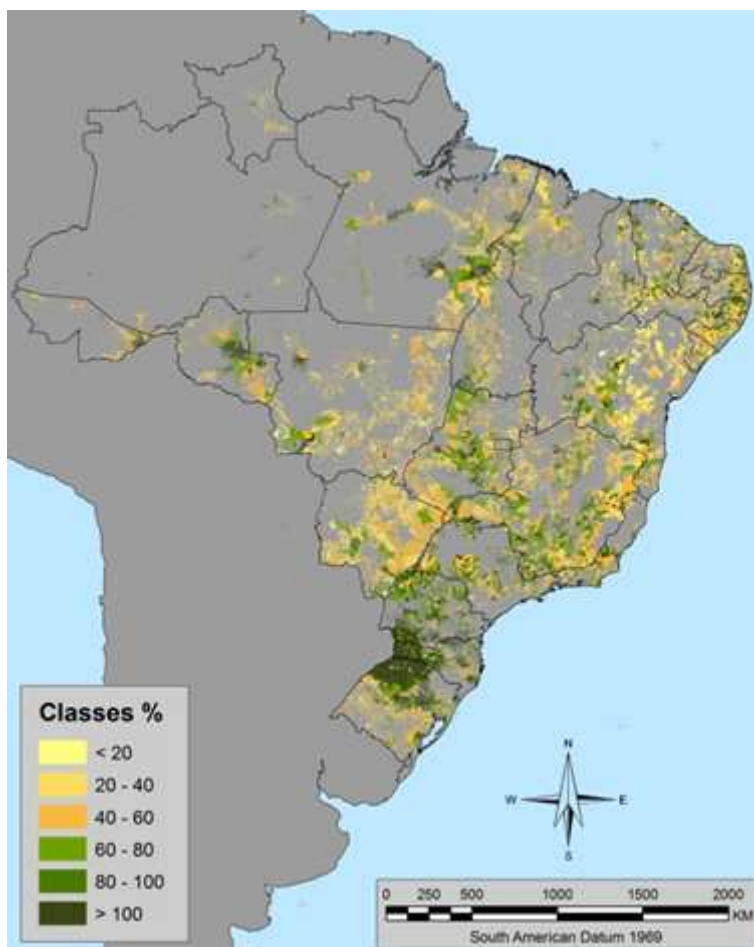 Classes %
< 20
20 - 40
40 - 60
60 - 80
80 - 100
> 100
N
W E
S
0 250 500 1000 1500 2000
KM
South American Datum 1969